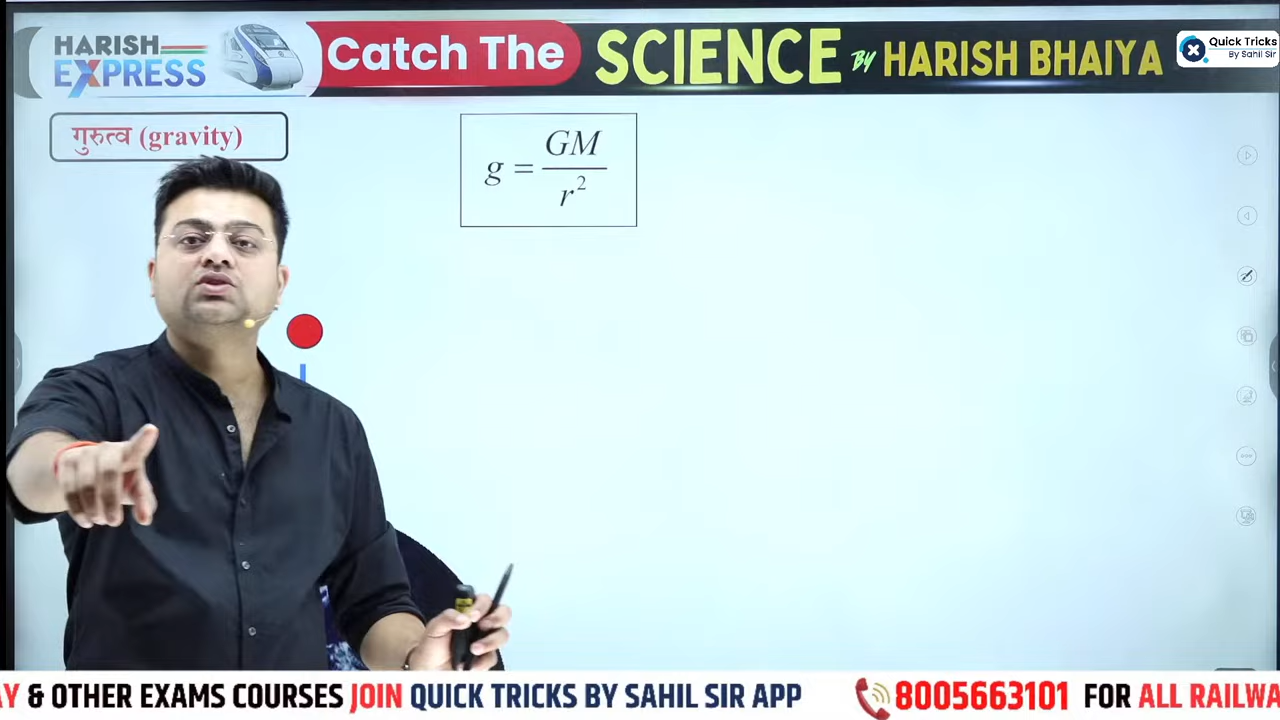 HARISH
EXPRESS
Catch The SCIENCE BY HARISH BHAIYA
Quick Tricks
By Sahil Sir
गुरुत्व (gravity)
g = GM / r²
AY & OTHER EXAMS COURSES JOIN QUICK TRICKS BY SAHIL SIR APP 8005663101 FOR ALL RAILWA